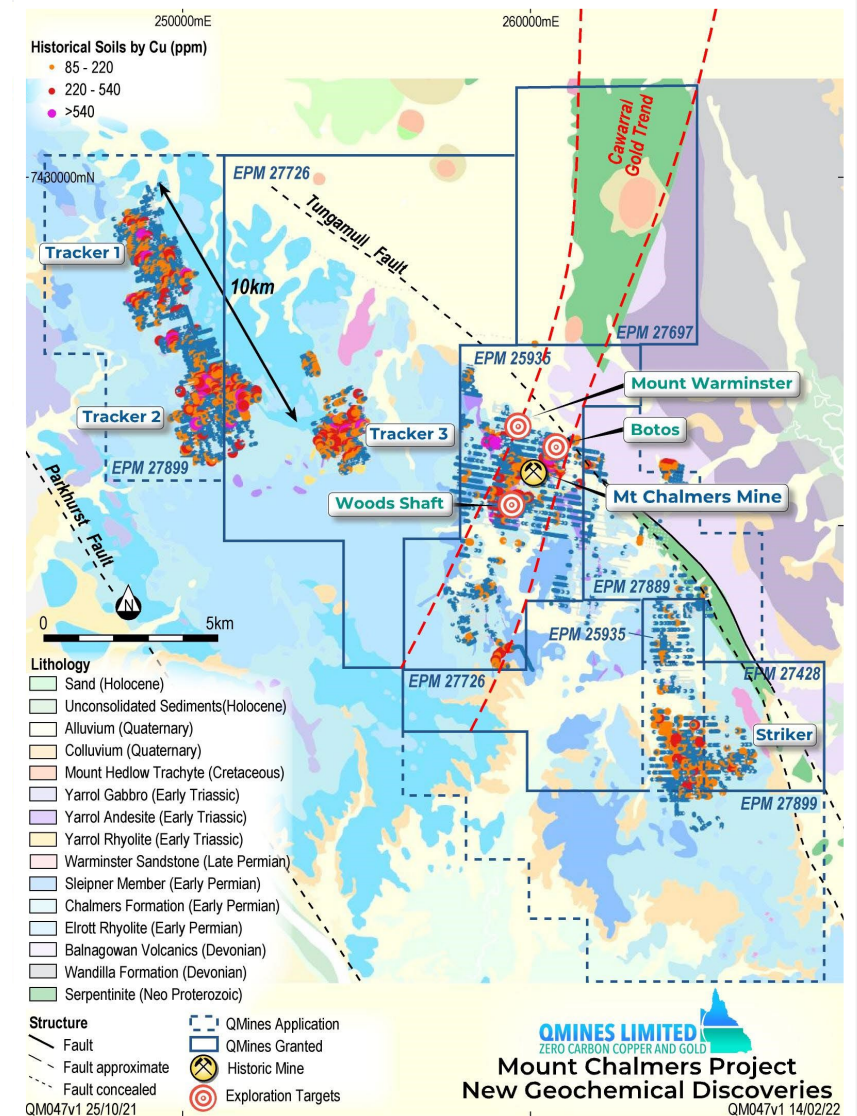 250000mE
260000mE
Historical Soils by Cu (ppm)
85 - 220
220 - 540
>540
Cawarral
Gold Trend
7430000mN
EPM 27726
Tungamull Fault
Tracker 1
10km
EPM 27697
EPM 25935
Mount Warminster
Tracker 2
Tracker 3
Botos
EPM 27899
Mt Chalmers Mine
Woods Shaft
Parkhurst Fault
N
0
5km
EPM 27889
EPM 25935
EPM 27428
EPM 27726
Striker
EPM 27899
Lithology
Sand (Holocene)
Unconsolidated Sediments(Holocene)
Alluvium (Quaternary)
Colluvium (Quaternary)
Mount Hedlow Trachyte (Cretaceous)
Yarrol Gabbro (Early Triassic)
Yarrol Andesite (Early Triassic)
Yarrol Rhyolite (Early Triassic)
Warminster Sandstone (Late Permian)
Sleipner Member (Early Permian)
Chalmers Formation (Early Permian)
Elrott Rhyolite (Early Permian)
Balnagowan Volcanics (Devonian)
Wandilla Formation (Devonian)
Serpentinite (Neo Proterozoic)
Structure
Fault
Fault approximate
Fault concealed
QMines Application
QMines Granted
Historic Mine
Exploration Targets
QMINES LIMITED
ZERO CARBON COPPER AND GOLD
Mount Chalmers Project
New Geochemical Discoveries
QM047v1 25/10/21
QM047v1 14/02/22